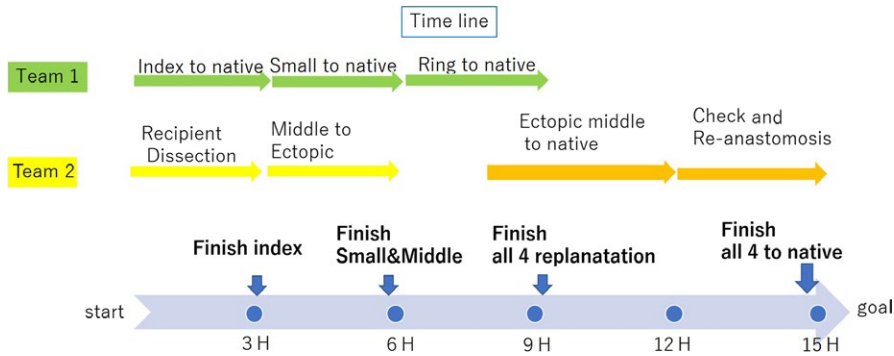 Time line
Team 1
Index to native
Small to native
Ring to native
Team 2
Recipient
Dissection
Middle to
Ectopic
Ectopic middle
to native
Check and
Re-anastomosis
Finish index
Finish
Small&Middle
Finish
all 4 replanatation
Finish
all 4 to native
start
goal
3 H
6 H
9 H
12 H
15 H